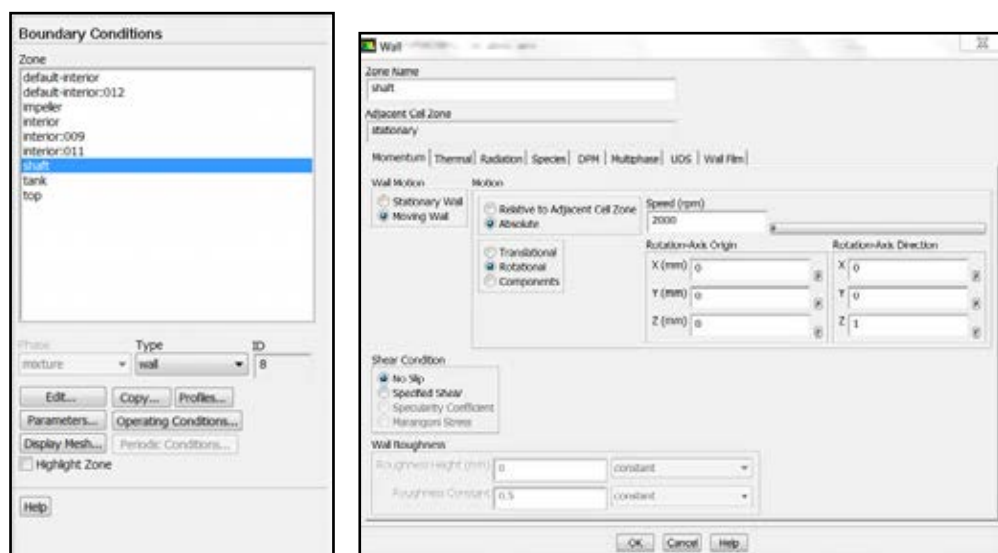 Boundary Conditions
Zone
default-interior
default-interior:012
impeller
interior
interior:009
interior:011
shaft
tank
top
Phase Type ID
mixture wall 8
Edit... Copy... Profiles...
Parameters... Operating Conditions...
Display Mesh... Periodic Conditions...
Highlight Zone
Help
Wall
Zone Name
shaft
Adjacent Cell Zone
stationary
Momentum Thermal Radiation Species DPM Multiphase UDS Wall Film
Wall Motion Motion
Stationary Wall
Moving Wall
Relative to Adjacent Cell Zone
Absolute
Speed (rpm)
2000
Translational
Rotational
Components
Rotation-Axis Origin Rotation-Axis Direction
X (mm) 0 X 0
Y (mm) 0 Y 0
Z (mm) 0 Z 1
Shear Condition
No Slip
Specified Shear
Specularity Coefficient
Marangoni Stress
Wall Roughness
Roughness Height (mm) 0 constant
Roughness Constant 0.5 constant
OK Cancel Help